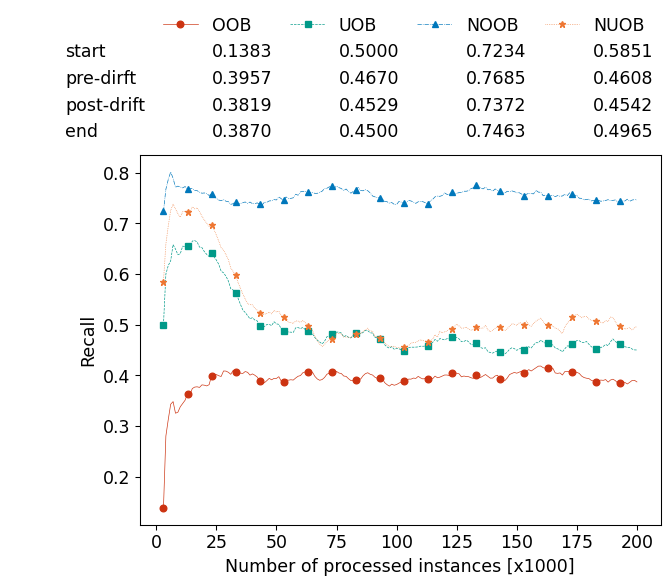 OOB UOB NOOB NUOB
start 0.1383 0.5000 0.7234 0.5851
pre-dirft 0.3957 0.4670 0.7685 0.4608
post-drift 0.3819 0.4529 0.7372 0.4542
end 0.3870 0.4500 0.7463 0.4965
0.8
0.7
0.6
0.5
0.4
0.3
0.2
Recall
0 25 50 75 100 125 150 175 200
Number of processed instances [x1000]